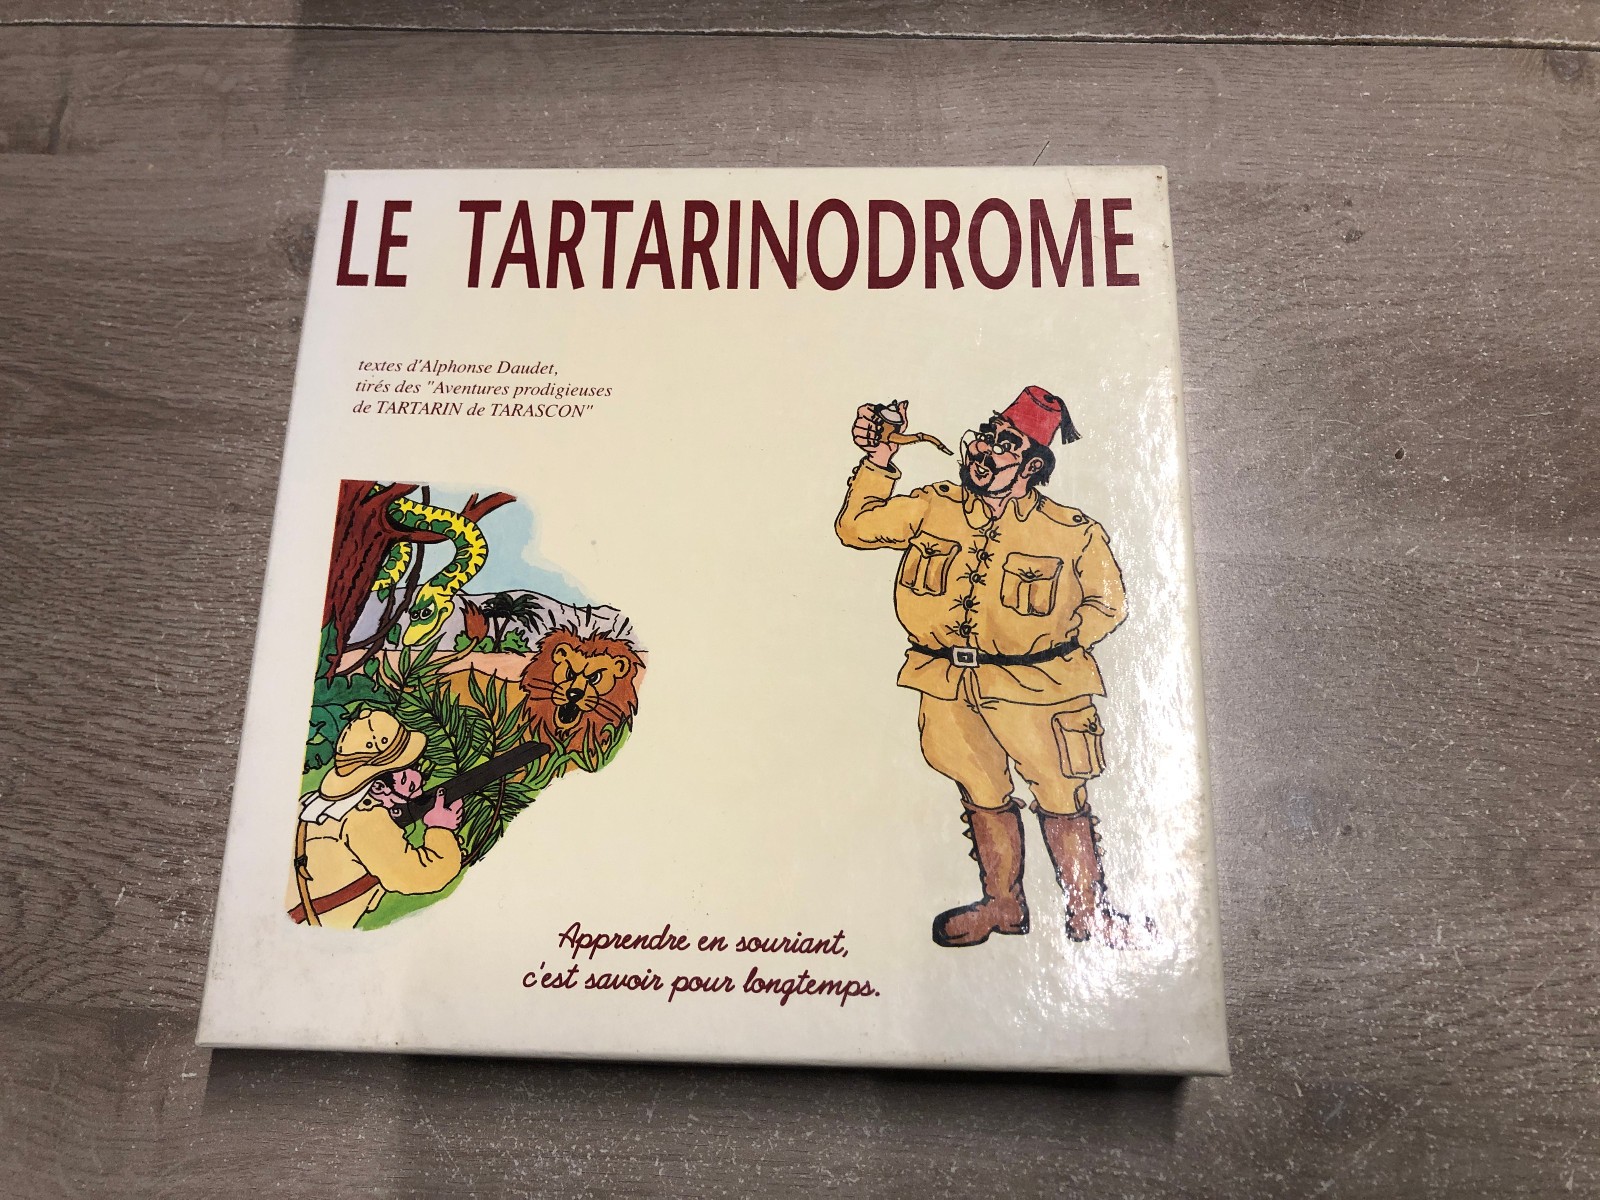 LE TARTARINODROME
textes d'Alphonse Daudet,
tirés des "Aventures prodigieuses
de TARTARIN de TARASCON"
Apprendre en souriant,
c'est savoir pour longtemps.